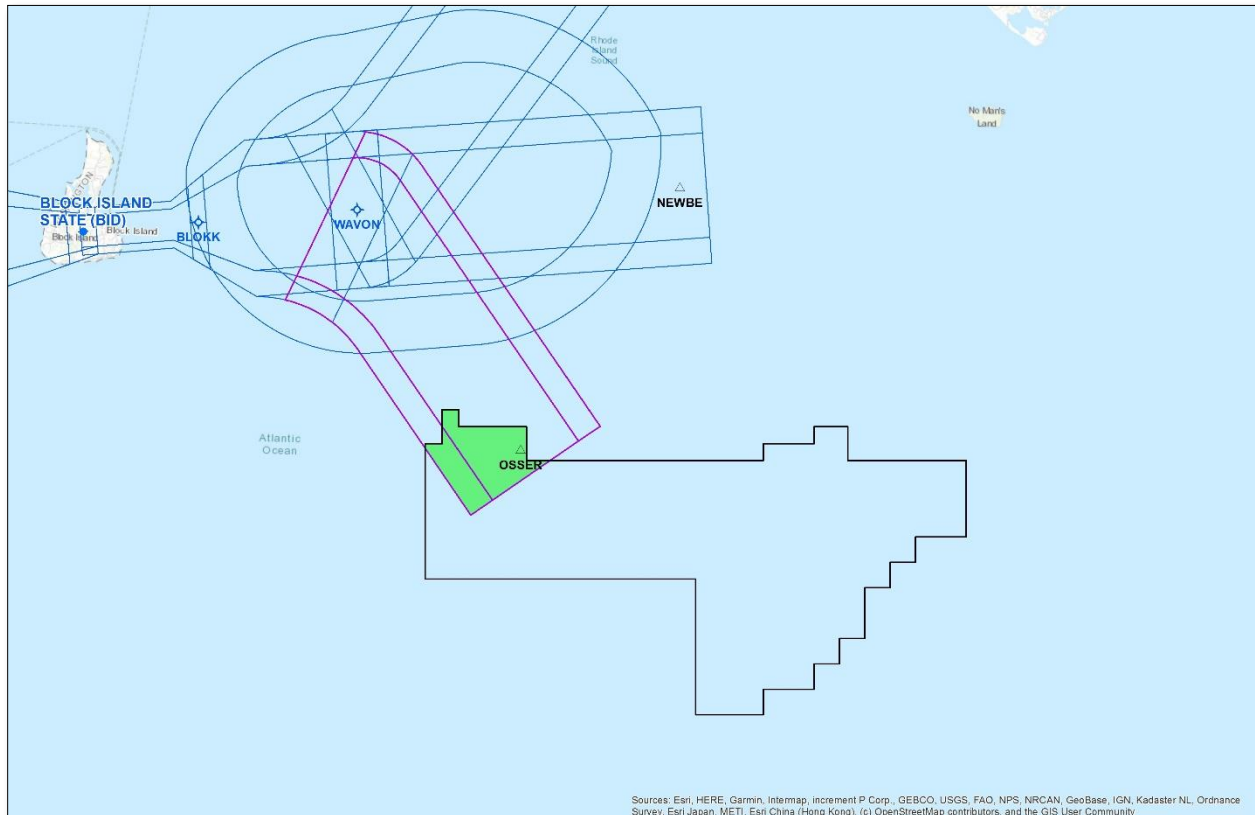 Rhode
Island
Sound
No Man's
Land
NEWBE
BLOCK ISLAND
STATE (BID)
Block Island
Block Island
BLOKK
WAVON
Atlantic
Ocean
OSSER
Sources: Esri, HERE, Garmin, Intermap, increment P Corp., GEBCO, USGS, FAO, NPS, NRCAN, GeoBase, IGN, Kadaster NL, Ordnance
Survey, Esri Japan, METI, Esri China (Hong Kong), (c) OpenStreetMap contributors, and the GIS User Community